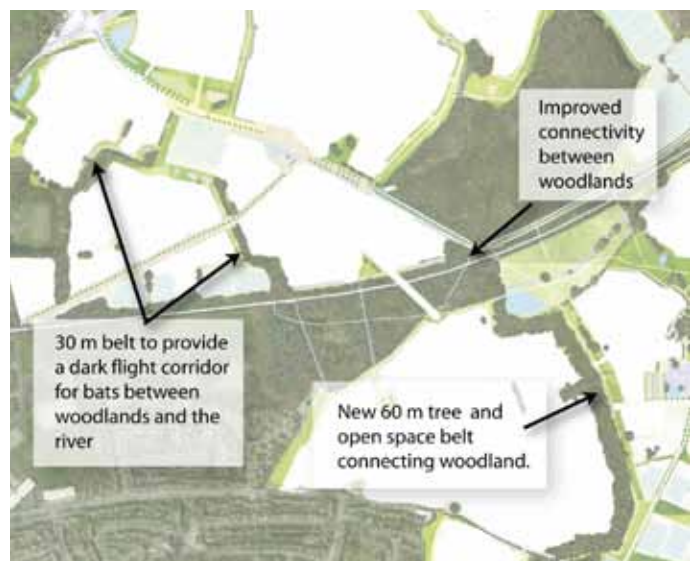 Improved
connectivity
between
woodlands
30 m belt to provide
a dark flight corridor
for bats between
woodlands and the
river
New 60 m tree and
open space belt
connecting woodland.